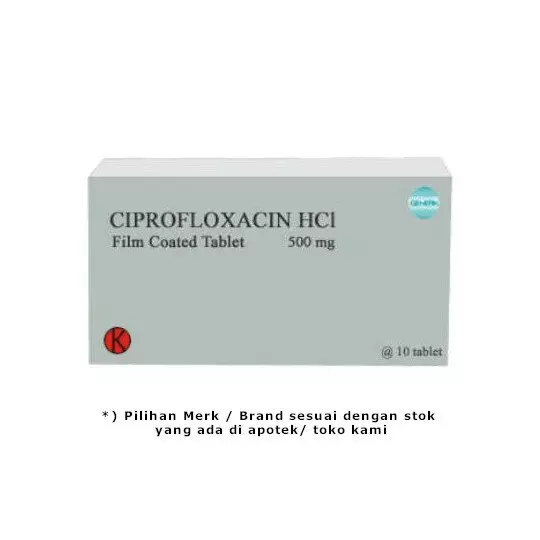 GENERIK
CIPROFLOXACIN HCl
Film Coated Tablet 500 mg
K
@ 10 tablet
*) Pilihan Merk / Brand sesuai dengan stok
yang ada di apotek/ toko kami